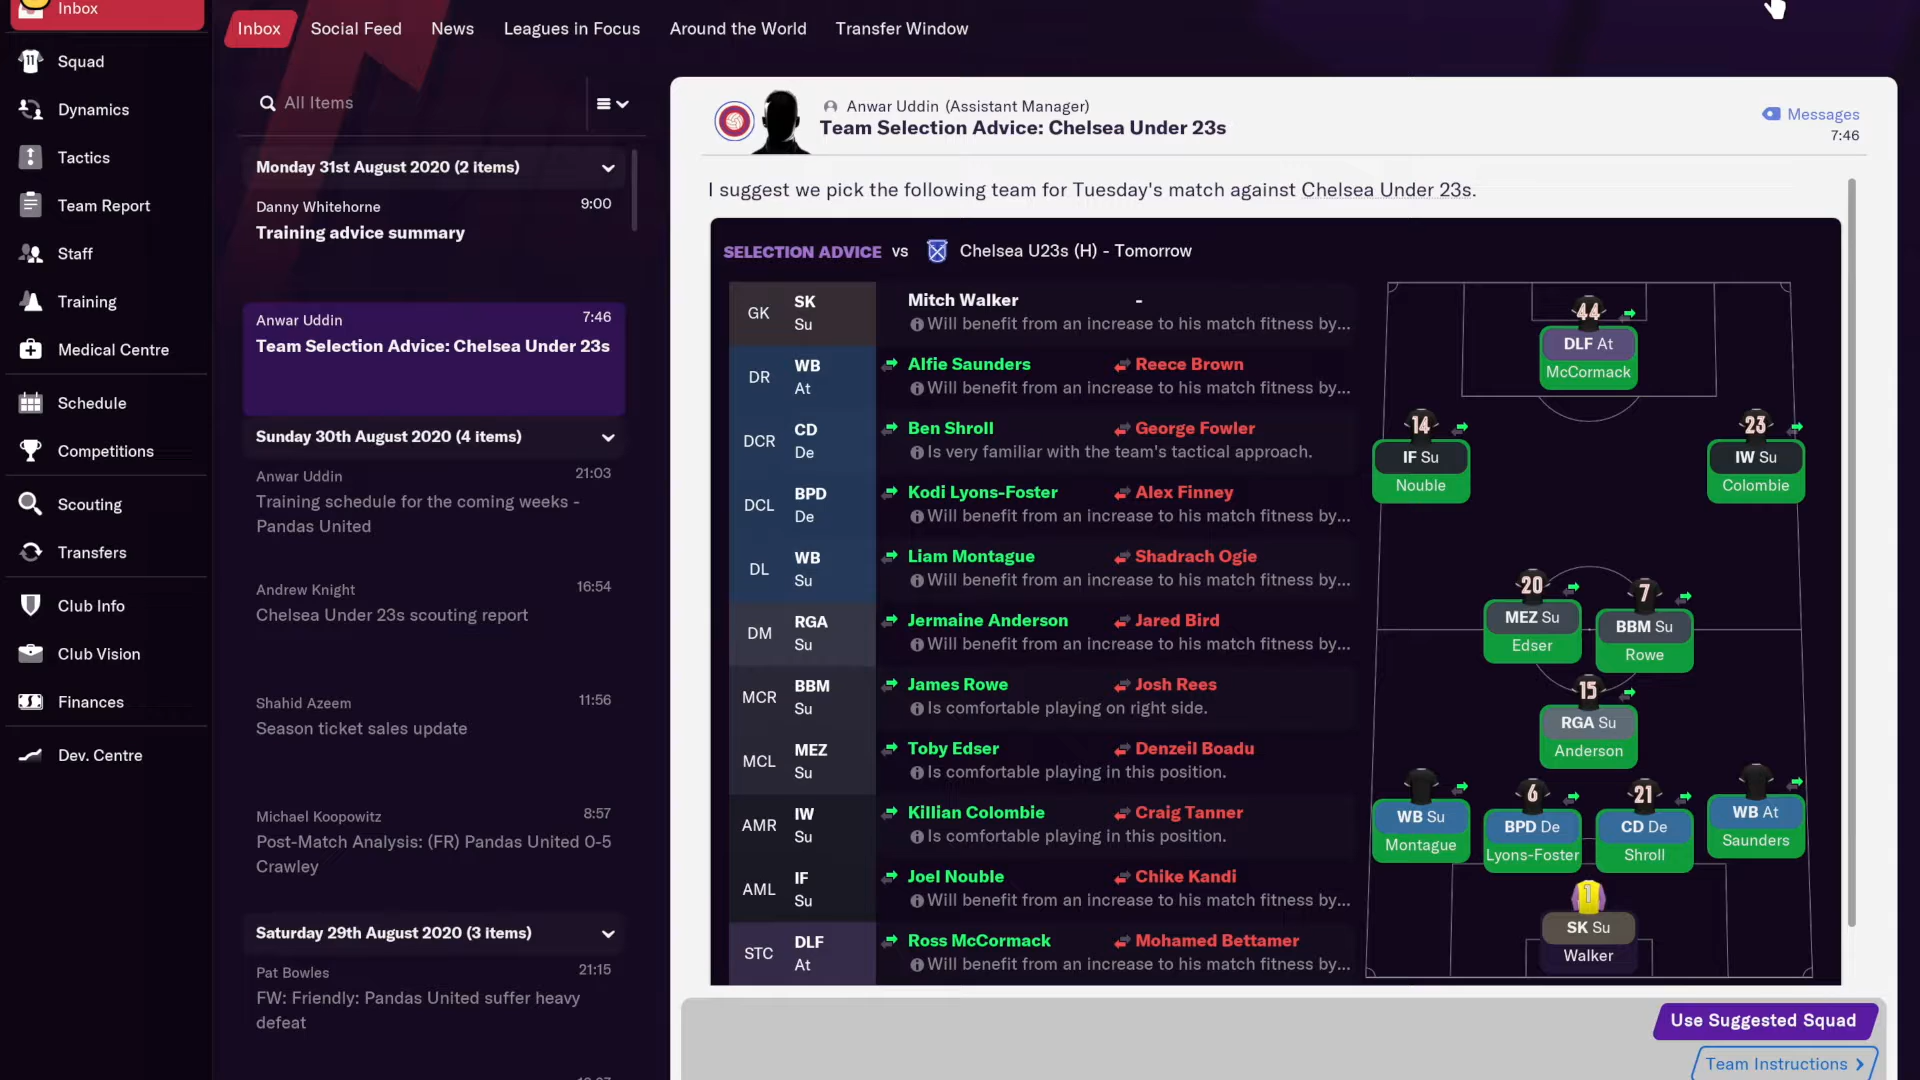 Inbox
Squad
Dynamics
Tactics
Team Report
Staff
Training
Medical Centre
Schedule
Competitions
Scouting
Transfers
Club Info
Club Vision
Finances
Dev. Centre
Inbox Social Feed News Leagues in Focus Around the World Transfer Window
All Items
Monday 31st August 2020 (2 items)
Danny Whitehorne 9:00
Training advice summary
Anwar Uddin 7:46
Team Selection Advice: Chelsea Under 23s
Sunday 30th August 2020 (4 items)
Anwar Uddin 21:03
Training schedule for the coming weeks -
Pandas United
Andrew Knight 16:54
Chelsea Under 23s scouting report
Shahid Azeem 11:56
Season ticket sales update
Michael Koopowitz 8:57
Post-Match Analysis: (FR) Pandas United 0-5
Crawley
Saturday 29th August 2020 (3 items)
Pat Bowles 21:15
FW: Friendly: Pandas United suffer heavy
defeat
Anwar Uddin (Assistant Manager)
Team Selection Advice: Chelsea Under 23s
Messages
7:46
I suggest we pick the following team for Tuesday's match against Chelsea Under 23s.
SELECTION ADVICE vs Chelsea U23s (H) - Tomorrow
GK SK Su Mitch Walker -
Will benefit from an increase to his match fitness by...
DR WB At Alfie Saunders Reece Brown
Will benefit from an increase to his match fitness by...
DCR CD De Ben Shroll George Fowler
Is very familiar with the team's tactical approach.
DCL BPD De Kodi Lyons-Foster Alex Finney
Will benefit from an increase to his match fitness by...
DL WB Su Liam Montague Shadrach Ogie
Will benefit from an increase to his match fitness by...
DM RGA Su Jermaine Anderson Jared Bird
Will benefit from an increase to his match fitness by...
MCR BBM Su James Rowe Josh Rees
Is comfortable playing on right side.
MCL MEZ Su Toby Edser Denzeil Boadu
Is comfortable playing in this position.
AMR IW Su Killian Colombie Craig Tanner
Is comfortable playing in this position.
AML IF Su Joel Nouble Chike Kandi
Will benefit from an increase to his match fitness by...
STC DLF At Ross McCormack Mohamed Bettamer
Will benefit from an increase to his match fitness by...
44
DLF At
McCormack
14
IF Su
Nouble
23
IW Su
Colombie
20
MEZ Su
Edser
7
BBM Su
Rowe
15
RGA Su
Anderson
WB Su
Montague
6
BPD De
Lyons-Foster
21
CD De
Shroll
WB At
Saunders
1
SK Su
Walker
Use Suggested Squad
Team Instructions